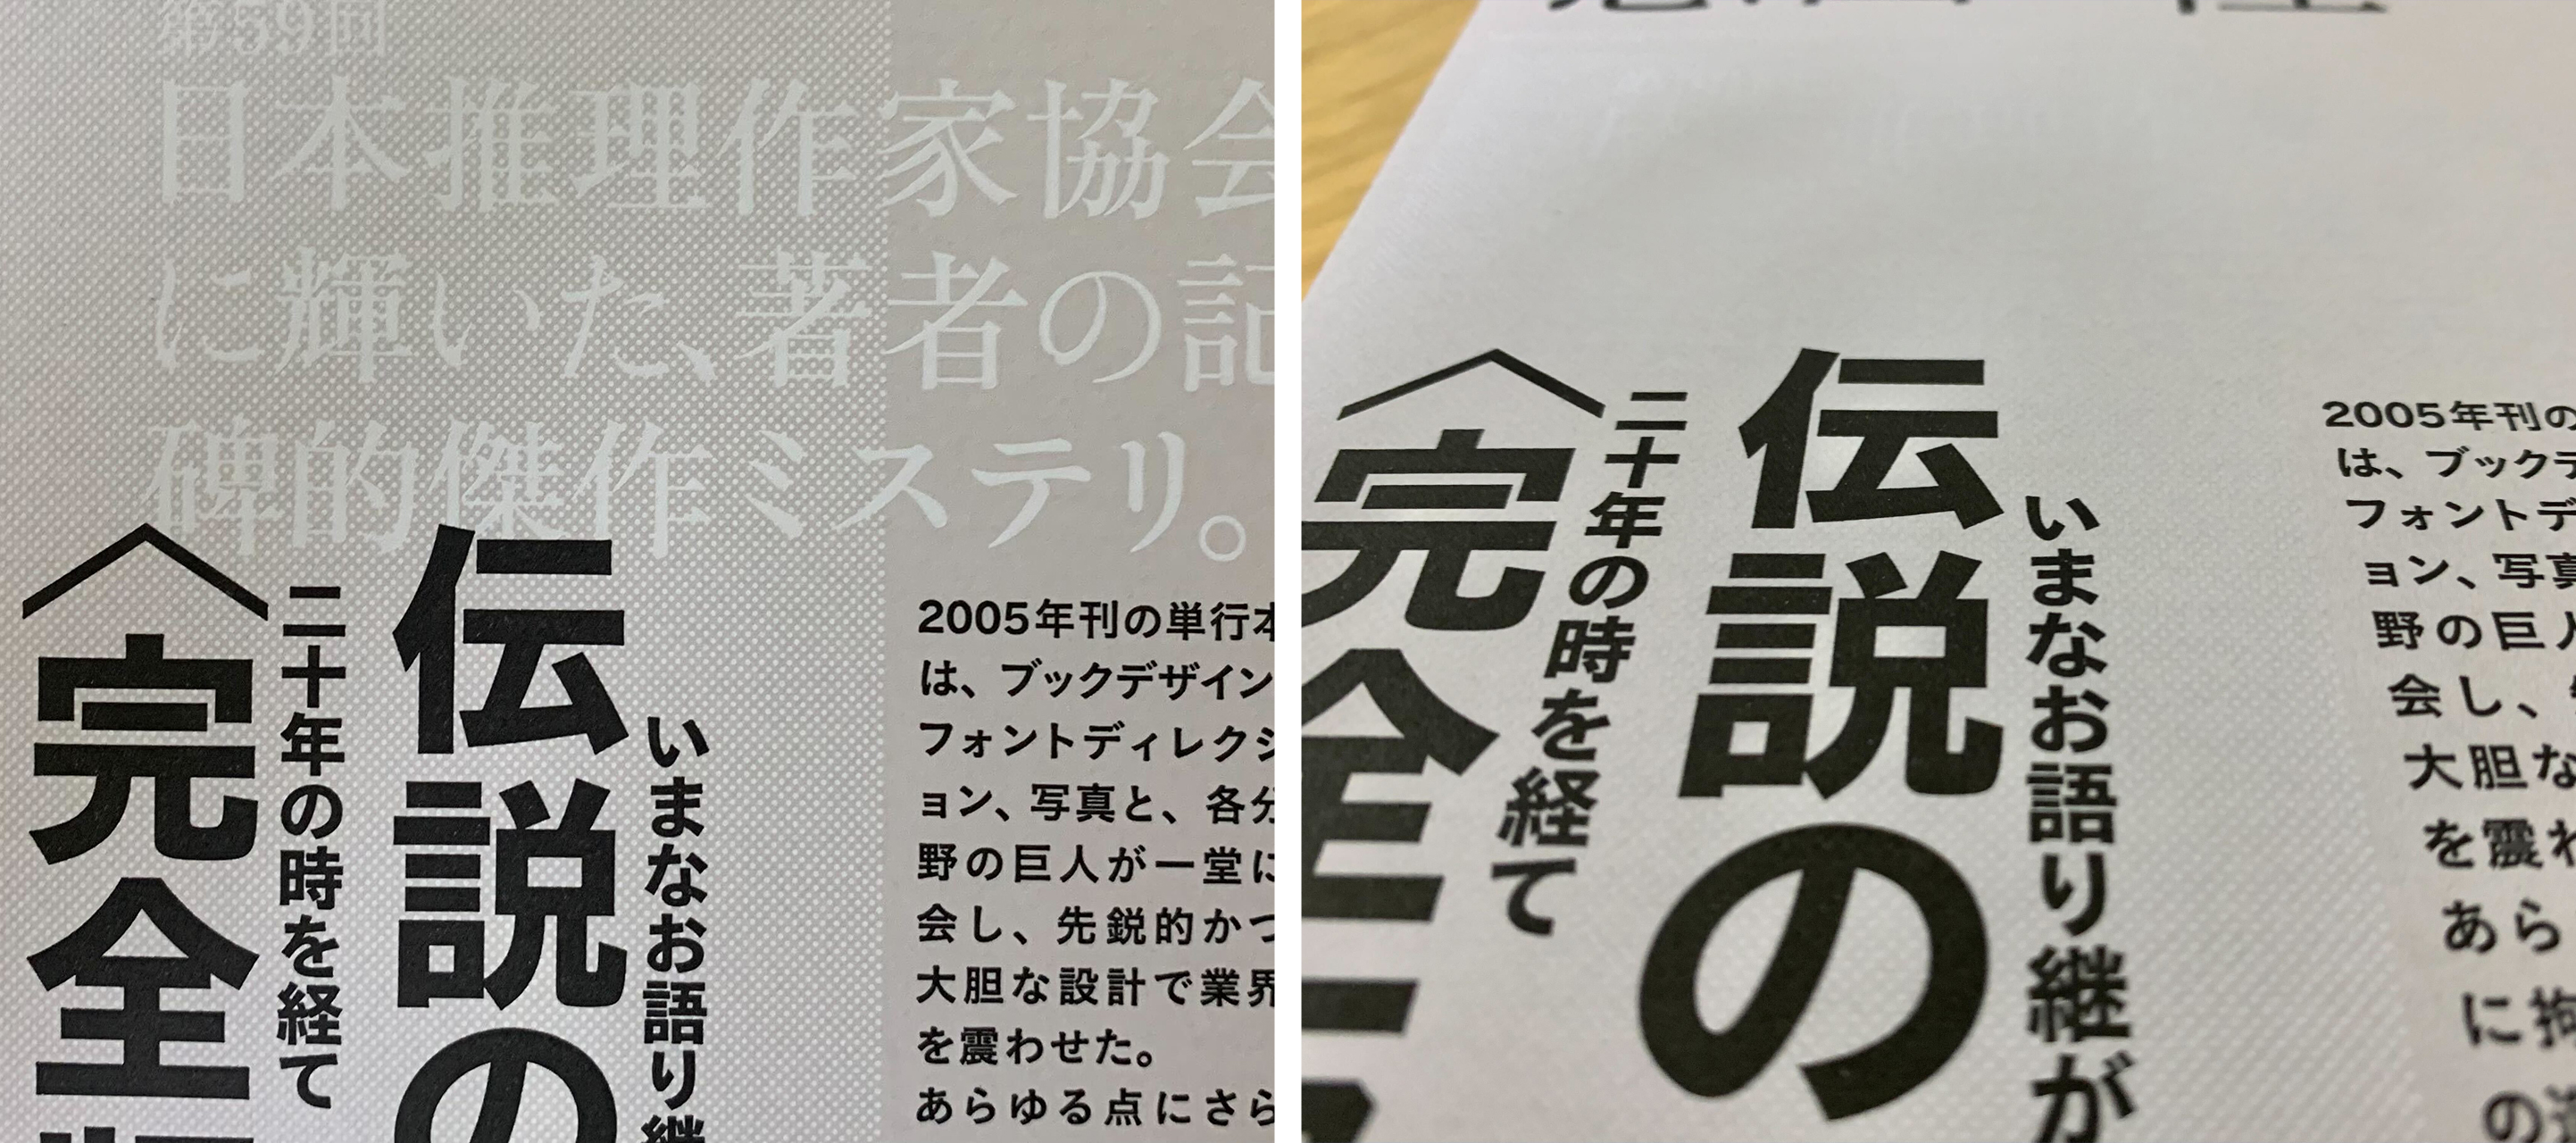 第59回
日本推理作家協会
に輝いた、著者の記
碑的傑作ミステリ。
いまなお語り継
伝説の
二十年の時を経て
〈完全版
2005年刊の単行本
は、ブックデザイン
フォントディレクシ
ョン、写真と、各分
野の巨人が一堂に
会し、先鋭的かつ
大胆な設計で業界
を震わせた。
あらゆる点にさら
いまなお語り継が
伝説の
二十年の時を経て
〈完全
2005年刊の
は、ブックデ
フォントデ
ョン、写真
野の巨人
会し、
大胆な
を震わ
あら
に拘
の